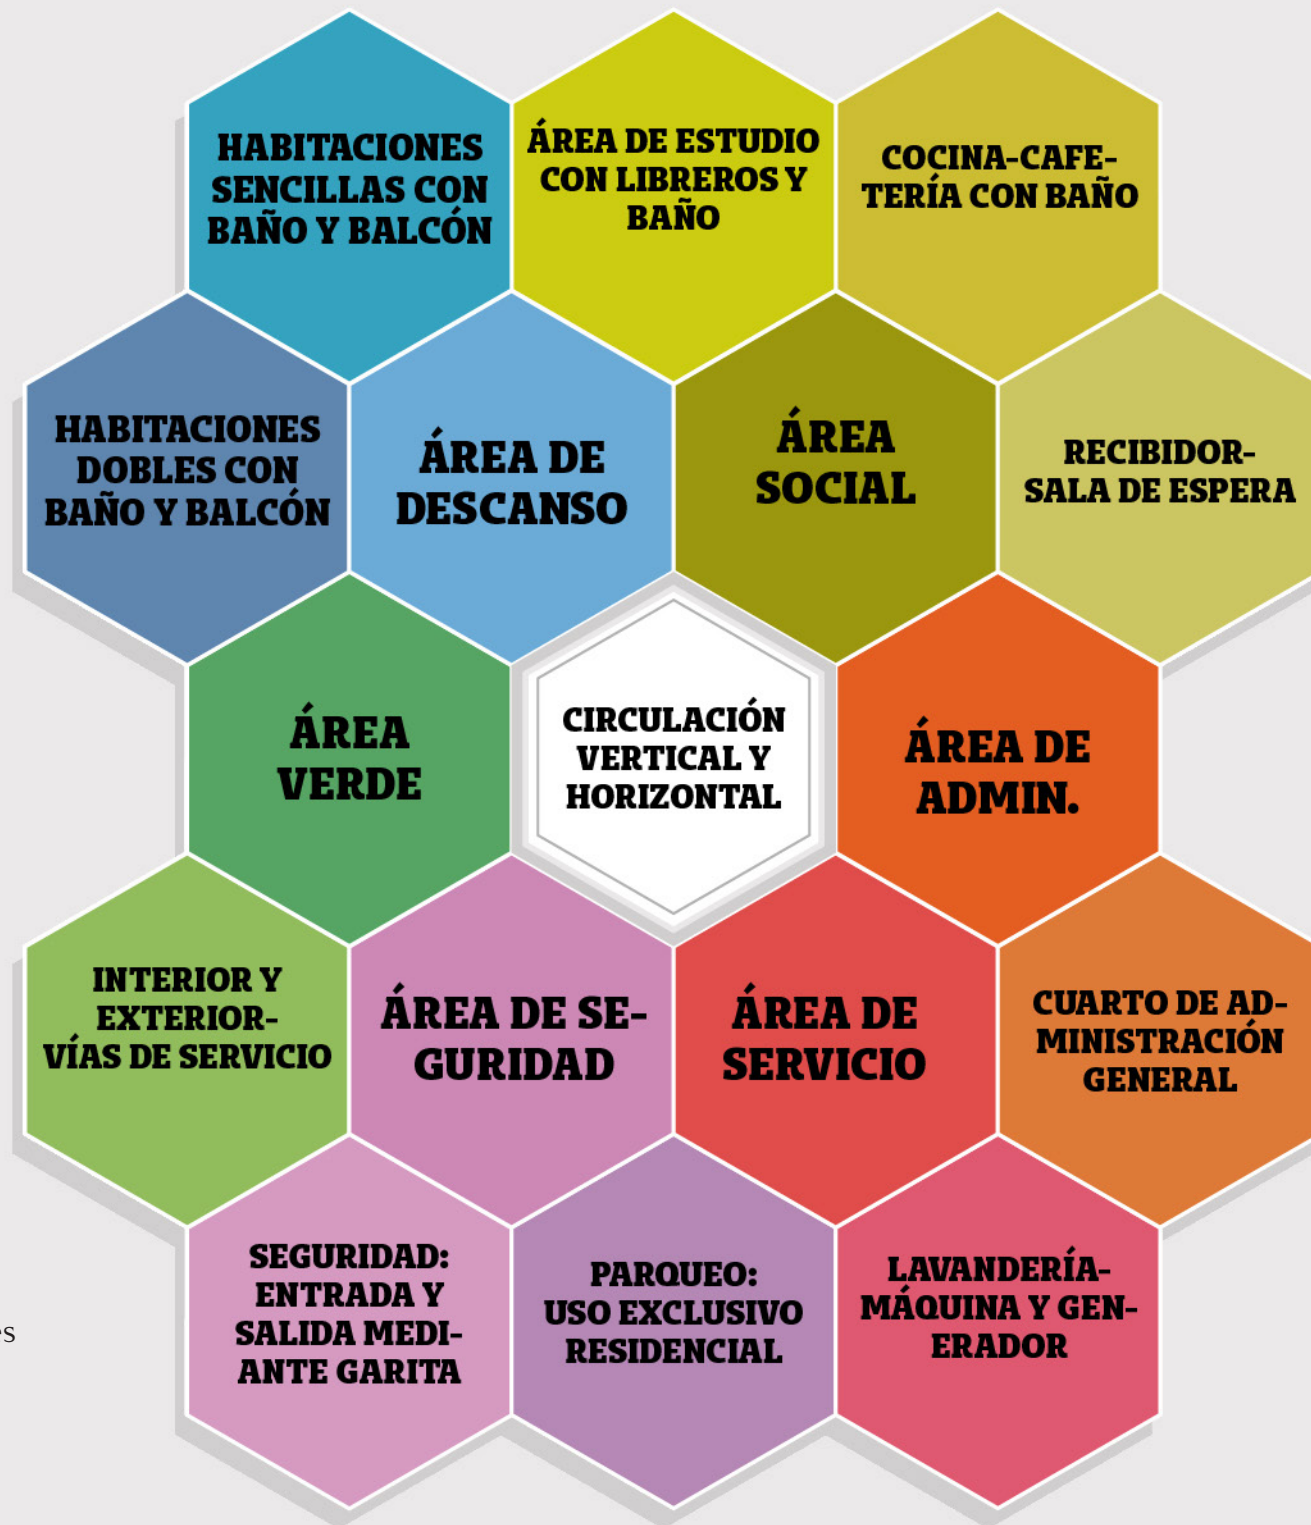 HABITACIONES
SENCILLAS CON
BAÑO Y BALCÓN
ÁREA DE ESTUDIO
CON LIBREROS Y
BAÑO
COCINA-CAFE-
TERÍA CON BAÑO
HABITACIONES
DOBLES CON
BAÑO Y BALCÓN
ÁREA DE
DESCANSO
ÁREA
SOCIAL
RECIBIDOR-
SALA DE ESPERA
ÁREA
VERDE
CIRCULACIÓN
VERTICAL Y
HORIZONTAL
ÁREA DE
ADMIN.
INTERIOR Y
EXTERIOR-
VÍAS DE SERVICIO
ÁREA DE SE-
GURIDAD
ÁREA DE
SERVICIO
CUARTO DE AD-
MINISTRACIÓN
GENERAL
SEGURIDAD:
ENTRADA Y
SALIDA MEDI-
ANTE GARITA
PARQUEO:
USO EXCLUSIVO
RESIDENCIAL
LAVANDERÍA-
MÁQUINA Y GEN-
ERADOR